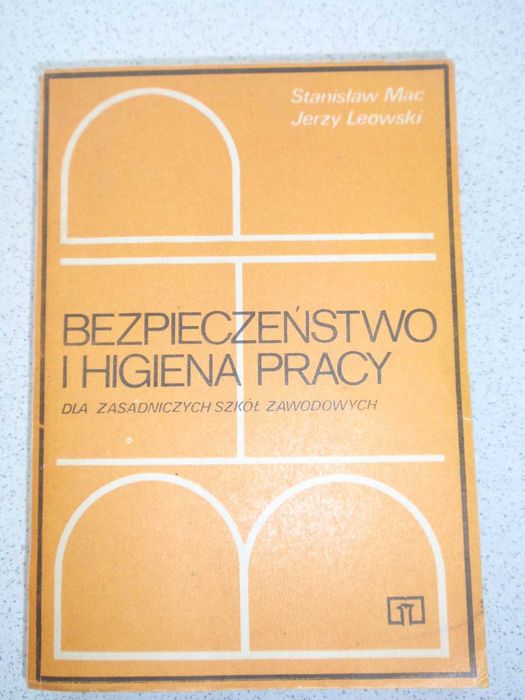 Stanisław Mac
Jerzy Leowski
BEZPIECZEŃSTWO
I HIGIENA PRACY
DLA ZASADNICZYCH SZKÓŁ ZAWODOWYCH